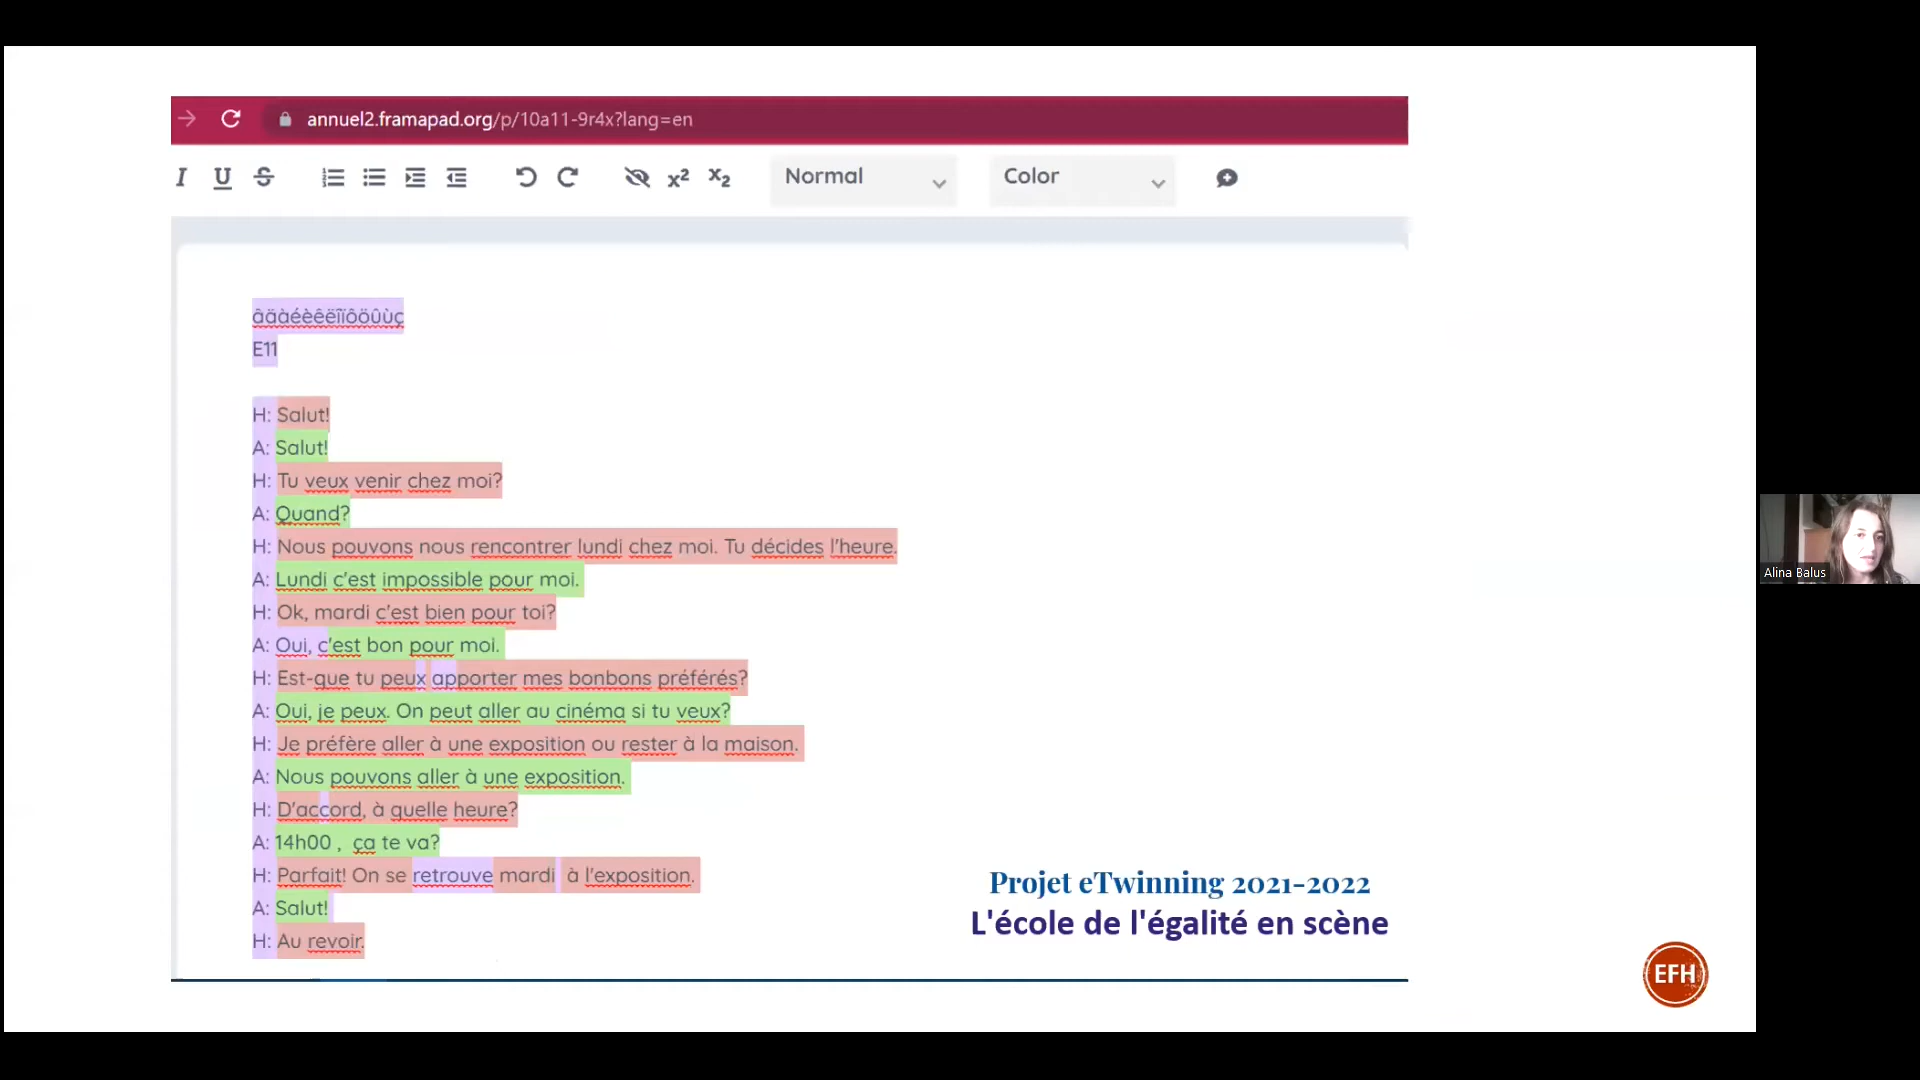 annuel2.framapad.org/p/10a11-9r4x?lang=en
I U S x² x₂ Normal Color
âäàéèêëîïôöûùç
E11
H: Salut!
A: Salut!
H: Tu veux venir chez moi?
A: Quand?
H: Nous pouvons nous rencontrer lundi chez moi. Tu décides l'heure.
A: Lundi c'est impossible pour moi.
H: Ok, mardi c'est bien pour toi?
A: Oui, c'est bon pour moi.
H: Est-que tu peux apporter mes bonbons préférés?
A: Oui, je peux. On peut aller au cinéma si tu veux?
H: Je préfère aller à une exposition ou rester à la maison.
A: Nous pouvons aller à une exposition.
H: D'accord, à quelle heure?
A: 14h00 , ça te va?
H: Parfait! On se retrouve mardi à l'exposition.
A: Salut!
H: Au revoir.
Projet eTwinning 2021-2022
L'école de l'égalité en scène
EFH
Alina Balus